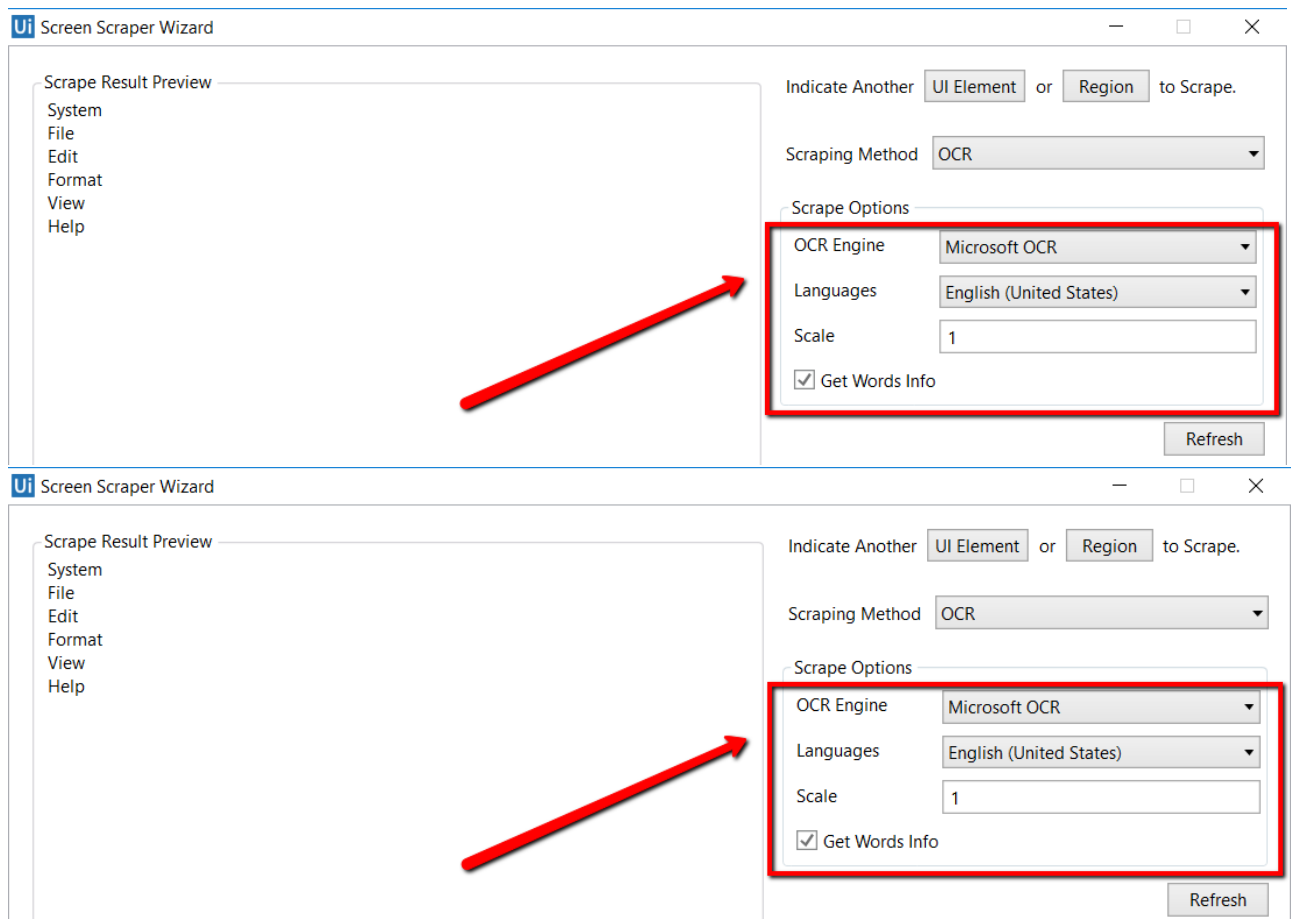 Ui Screen Scraper Wizard
Scrape Result Preview
System
File
Edit
Format
View
Help
Indicate Another UI Element or Region to Scrape.
Scraping Method OCR
Scrape Options
OCR Engine Microsoft OCR
Languages English (United States)
Scale 1
Get Words Info
Refresh
Ui Screen Scraper Wizard
Scrape Result Preview
System
File
Edit
Format
View
Help
Indicate Another UI Element or Region to Scrape.
Scraping Method OCR
Scrape Options
OCR Engine Microsoft OCR
Languages English (United States)
Scale 1
Get Words Info
Refresh